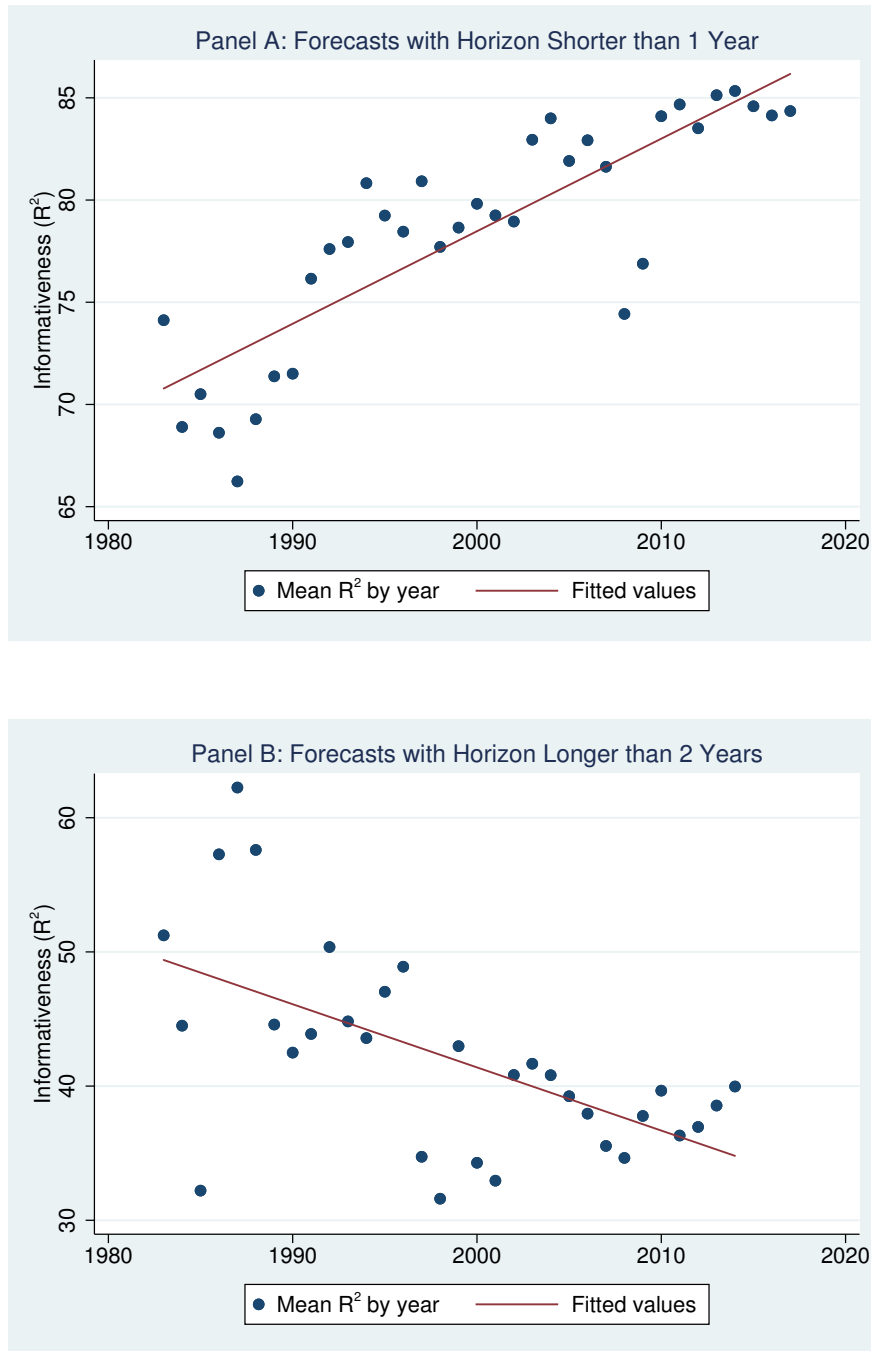 Panel A: Forecasts with Horizon Shorter than 1 Year
Informativeness (R²)
85
80
75
70
65
1980 1990 2000 2010 2020
Mean R² by year Fitted values
Panel B: Forecasts with Horizon Longer than 2 Years
Informativeness (R²)
60
50
40
30
1980 1990 2000 2010 2020
Mean R² by year Fitted values